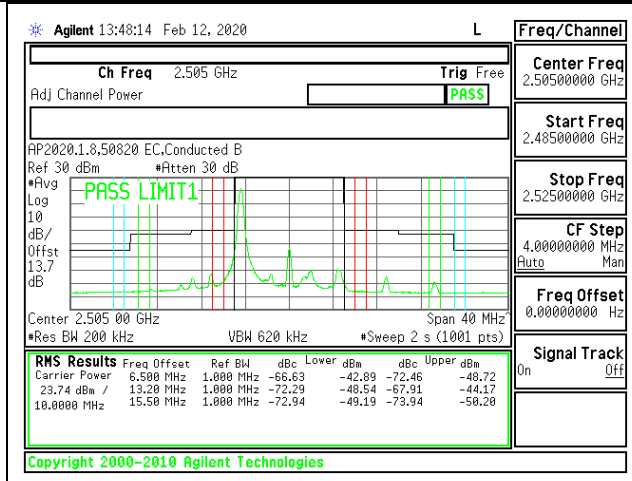 Agilent 13:48:14 Feb 12, 2020 L
Ch Freq 2.505 GHz Trig Free
Adj Channel Power PASS
AP2020.1.8,50820 EC,Conducted B
Ref 30 dBm #Atten 30 dB
#Avg
Log
10
dB/
Offst
13.7
dB
PASS LIMIT1
Center 2.505 00 GHz Span 40 MHz
#Res BW 200 kHz VBW 620 kHz #Sweep 2 s (1001 pts)
RMS Results Freq Offset Ref BW dBc Lower dBm dBc Upper dBm
Carrier Power 6.500 MHz 1.000 MHz -66.63 -42.89 -72.46 -48.72
23.74 dBm / 13.20 MHz 1.000 MHz -72.29 -48.54 -67.91 -44.17
10.0000 MHz 15.50 MHz 1.000 MHz -72.94 -49.19 -73.94 -50.20
Copyright 2000-2010 Agilent Technologies
Freq/Channel
Center Freq
2.50500000 GHz
Start Freq
2.48500000 GHz
Stop Freq
2.52500000 GHz
CF Step
4.00000000 MHz
Auto Man
Freq Offset
0.00000000 Hz
Signal Track
On Off